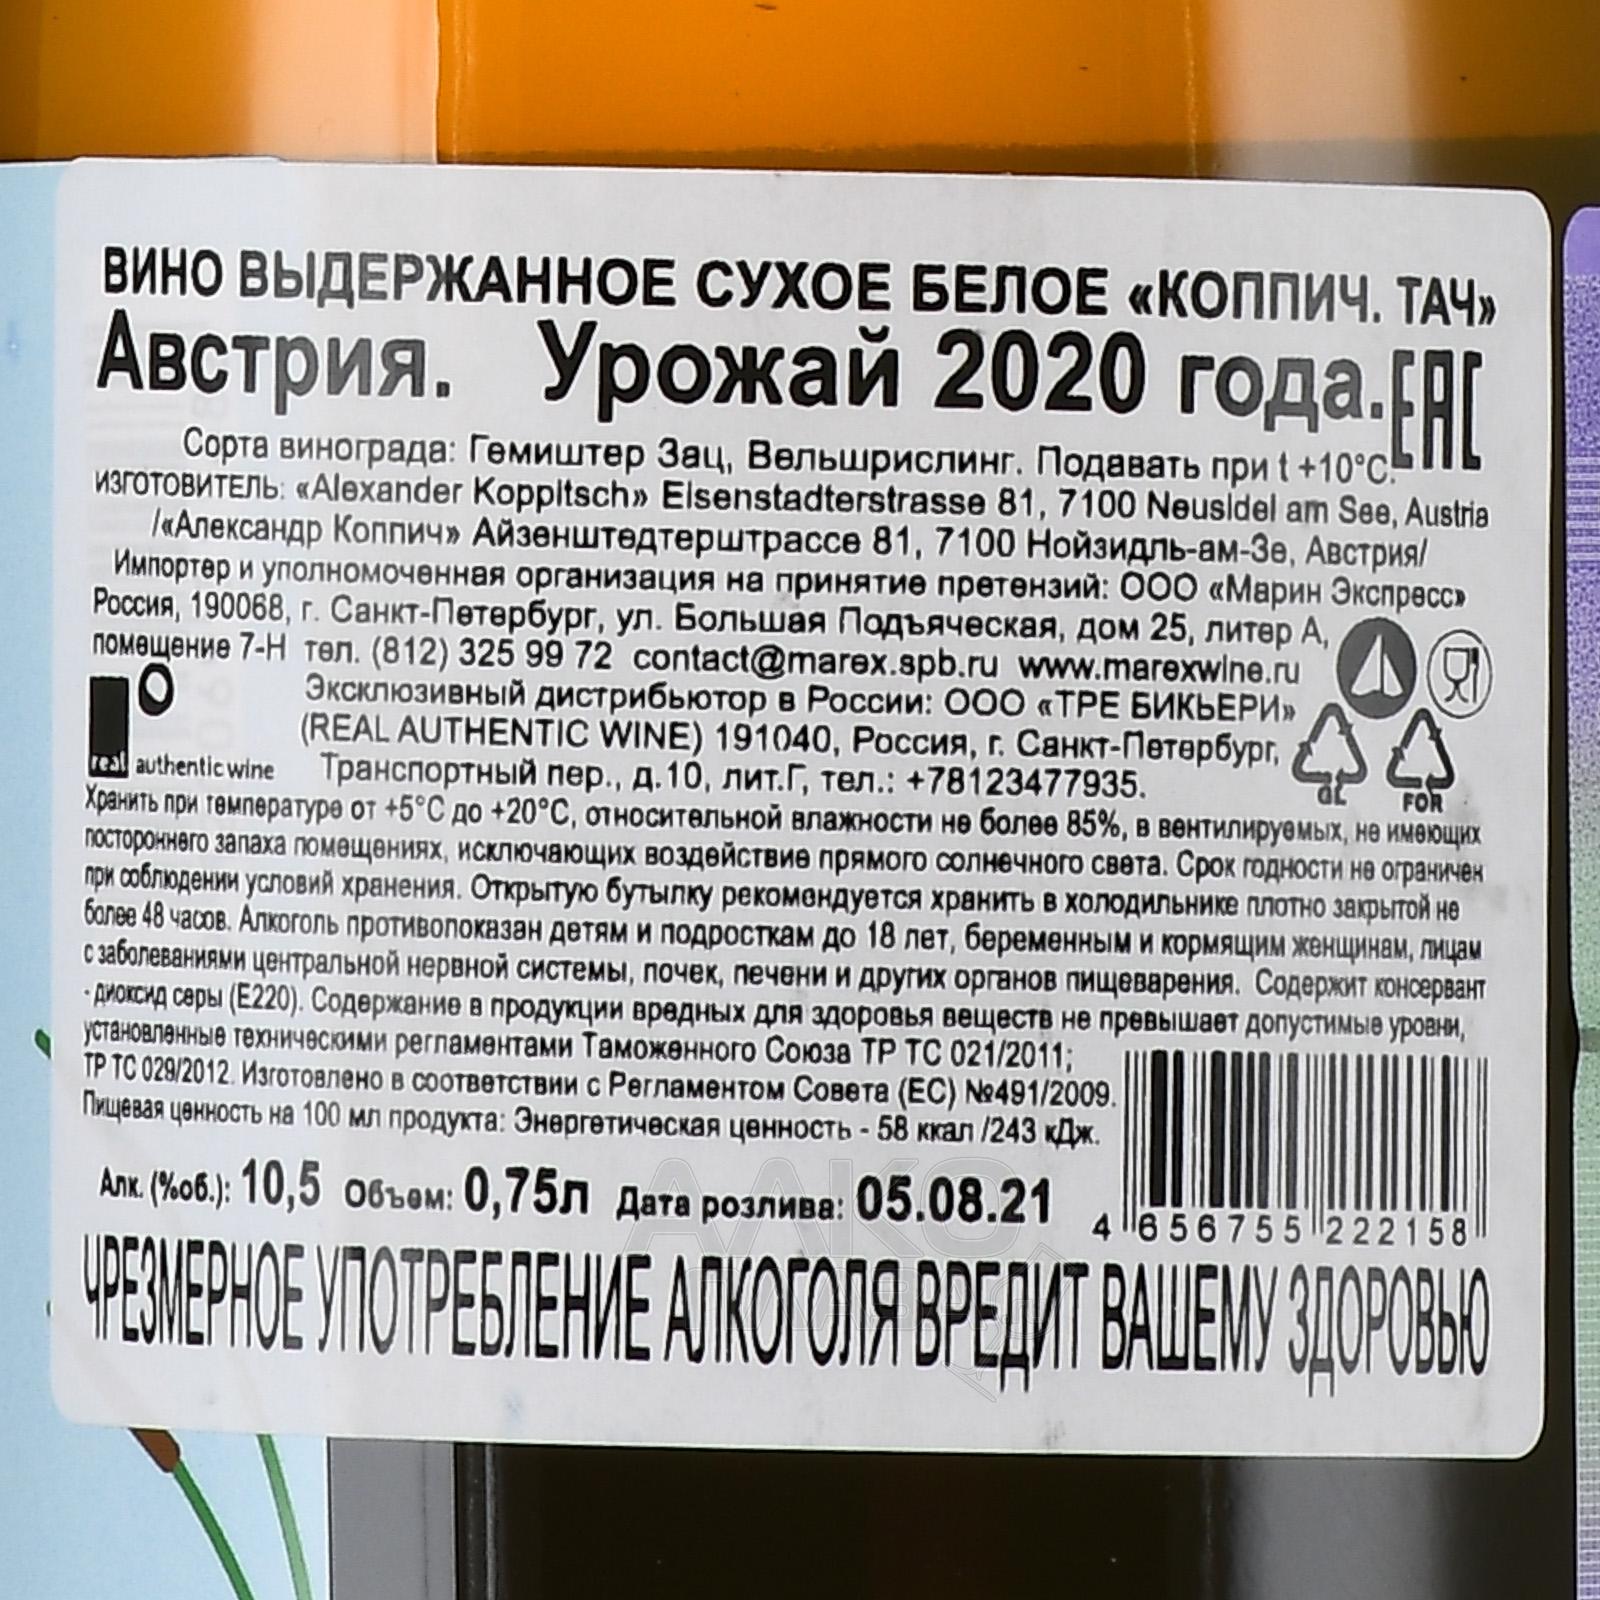 ВИНО ВЫДЕРЖАННОЕ СУХОЕ БЕЛОЕ «КОППИЧ. ТАЧ»
Австрия. Урожай 2020 года. EAC
Сорта винограда: Гемиштер Зац, Вельшрислинг. Подавать при t +10°C.
изготовитель: «Alexander Koppitsch» Eisenstadterstrasse 81, 7100 Neusidel am See, Austria
/«Александр Коппич» Айзенштедтерштрассе 81, 7100 Нойзидль-ам-Зе, Австрия/
Импортер и уполномоченная организация на принятие претензий: ООО «Марин Экспресс»
Россия, 190068, г. Санкт-Петербург, ул. Большая Подъяческая, дом 25, литер А,
помещение 7-Н тел. (812) 325 99 72 contact@marex.spb.ru www.marexwine.ru
Эксклюзивный дистрибьютор в России: ООО «ТРЕ БИКЬЕРИ»
(REAL AUTHENTIC WINE) 191040, Россия, г. Санкт-Петербург,
real authentic wine Транспортный пер., д.10, лит.Г, тел.: +78123477935.
GL FOR
Хранить при температуре от +5°С до +20°С, относительной влажности не более 85%, в вентилируемых, не имеющих
постороннего запаха помещениях, исключающих воздействие прямого солнечного света. Срок годности не ограничен
при соблюдении условий хранения. Открытую бутылку рекомендуется хранить в холодильнике плотно закрытой не
более 48 часов. Алкоголь противопоказан детям и подросткам до 18 лет, беременным и кормящим женщинам, лицам
с заболеваниями центральной нервной системы, почек, печени и других органов пищеварения. Содержит консервант
- диоксид серы (E220). Содержание в продукции вредных для здоровья веществ не превышает допустимые уровни,
установленные техническими регламентами Таможенного Союза ТР ТС 021/2011;
ТР ТС 029/2012. Изготовлено в соответствии с Регламентом Совета (ЕС) №491/2009.
Пищевая ценность на 100 мл продукта: Энергетическая ценность - 58 ккал /243 кДж.
Алк. (%об.): 10,5 Объем: 0,75л Дата розлива: 05.08.21
4 656755 222158
ЧРЕЗМЕРНОЕ УПОТРЕБЛЕНИЕ АЛКОГОЛЯ ВРЕДИТ ВАШЕМУ ЗДОРОВЬЮ